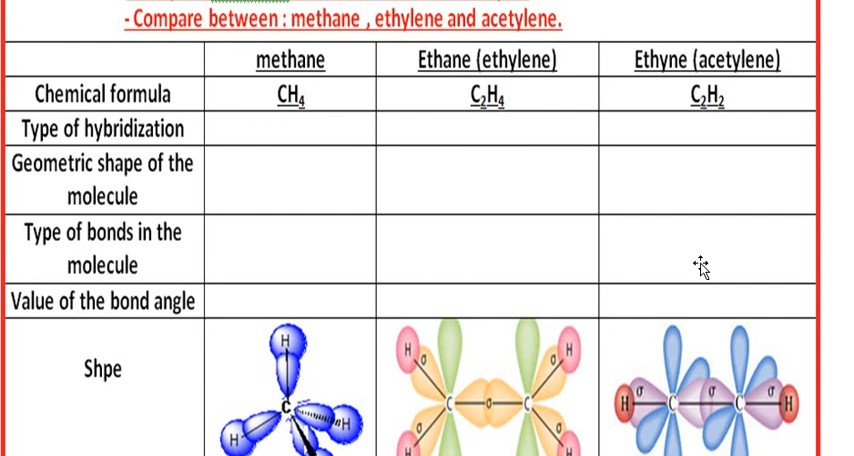 - Compare between : methane , ethylene and acetylene.
methane Ethane (ethylene) Ethyne (acetylene)
Chemical formula CH₄ C₂H₄ C₂H₂
Type of hybridization
Geometric shape of the
molecule
Type of bonds in the
molecule
Value of the bond angle
Shpe
H
C
H
H
H σ σ H
C σ C
H σ σ H
H σ C σ C σ H